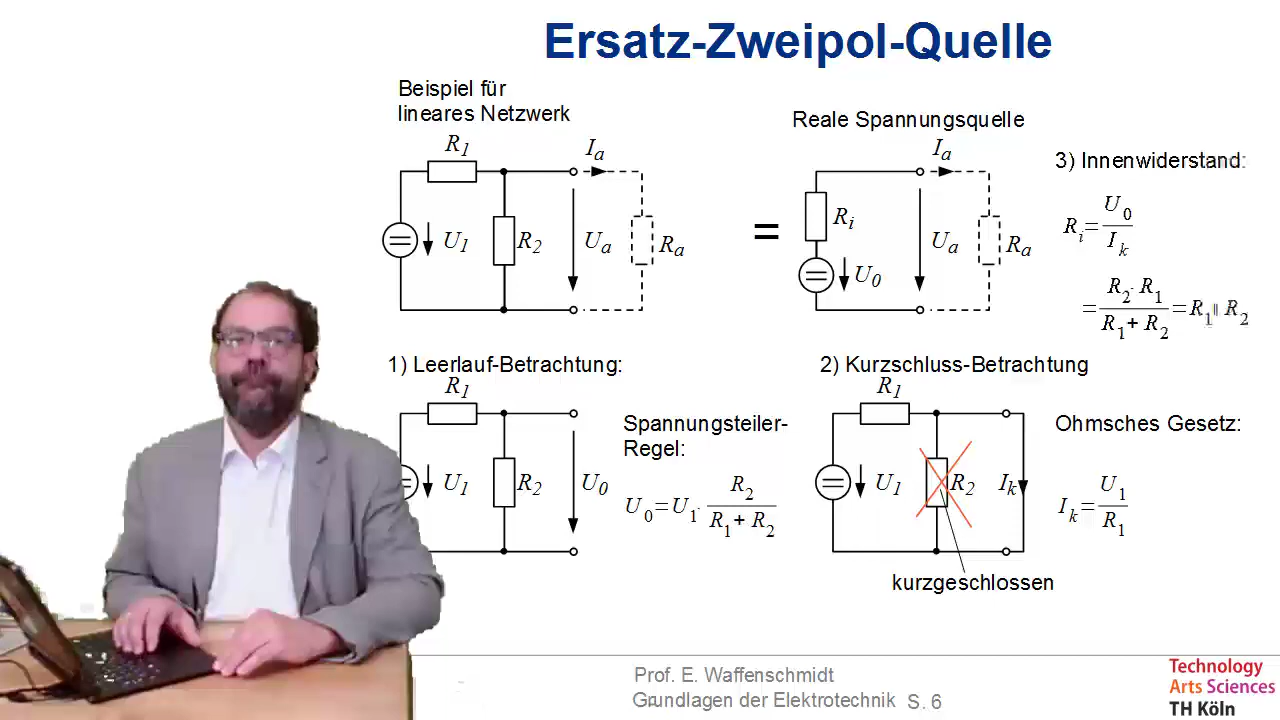 Ersatz-Zweipol-Quelle
Beispiel für
lineares Netzwerk
R1
Ia
U1
R2
Ua
Ra
=
Reale Spannungsquelle
Ia
Ri
U0
Ua
Ra
3) Innenwiderstand:
Ri=U0/Ik
=R2·R1/R1+R2=R1||R2
1) Leerlauf-Betrachtung:
R1
U1
R2
U0
Spannungsteiler-
Regel:
U0=U1·R2/R1+R2
2) Kurzschluss-Betrachtung
R1
U1
R2
Ik
kurzgeschlossen
Ohmsches Gesetz:
Ik=U1/R1
Prof. E. Waffenschmidt
Grundlagen der Elektrotechnik S. 6
Technology
Arts Sciences
TH Köln